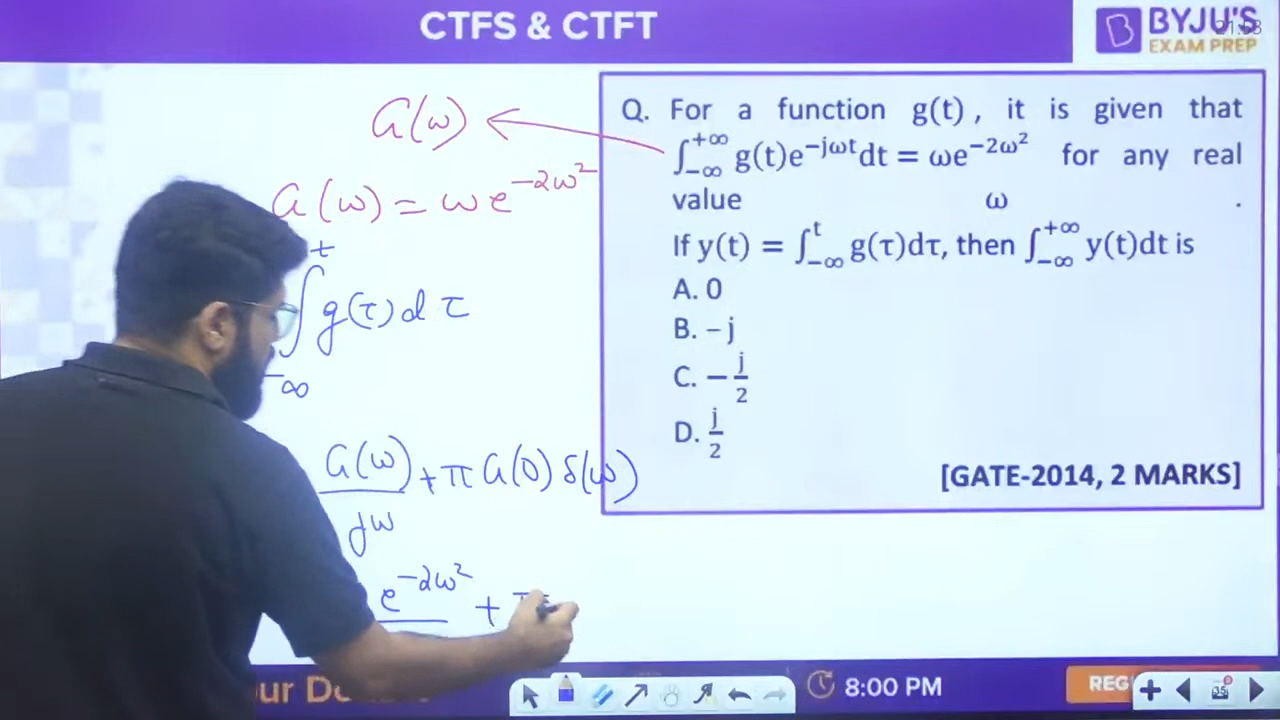 CTFS & CTFT
BYJU'S
EXAM PREP
G(ω)
G(ω) = ωe^{-2ω²}
∫_{-∞}^{t} g(τ)dτ
G(ω)/jω + πG(0)δ(ω)
e^{-2ω²} +
Q. For a function g(t), it is given that
∫_{-∞}^{+∞} g(t)e^{-jωt}dt = ωe^{-2ω²} for any real
value ω .
If y(t) = ∫_{-∞}^{t} g(τ)dτ, then ∫_{-∞}^{+∞} y(t)dt is
A. 0
B. -j
C. -j/2
D. j/2
[GATE-2014, 2 MARKS]
8:00 PM
REG